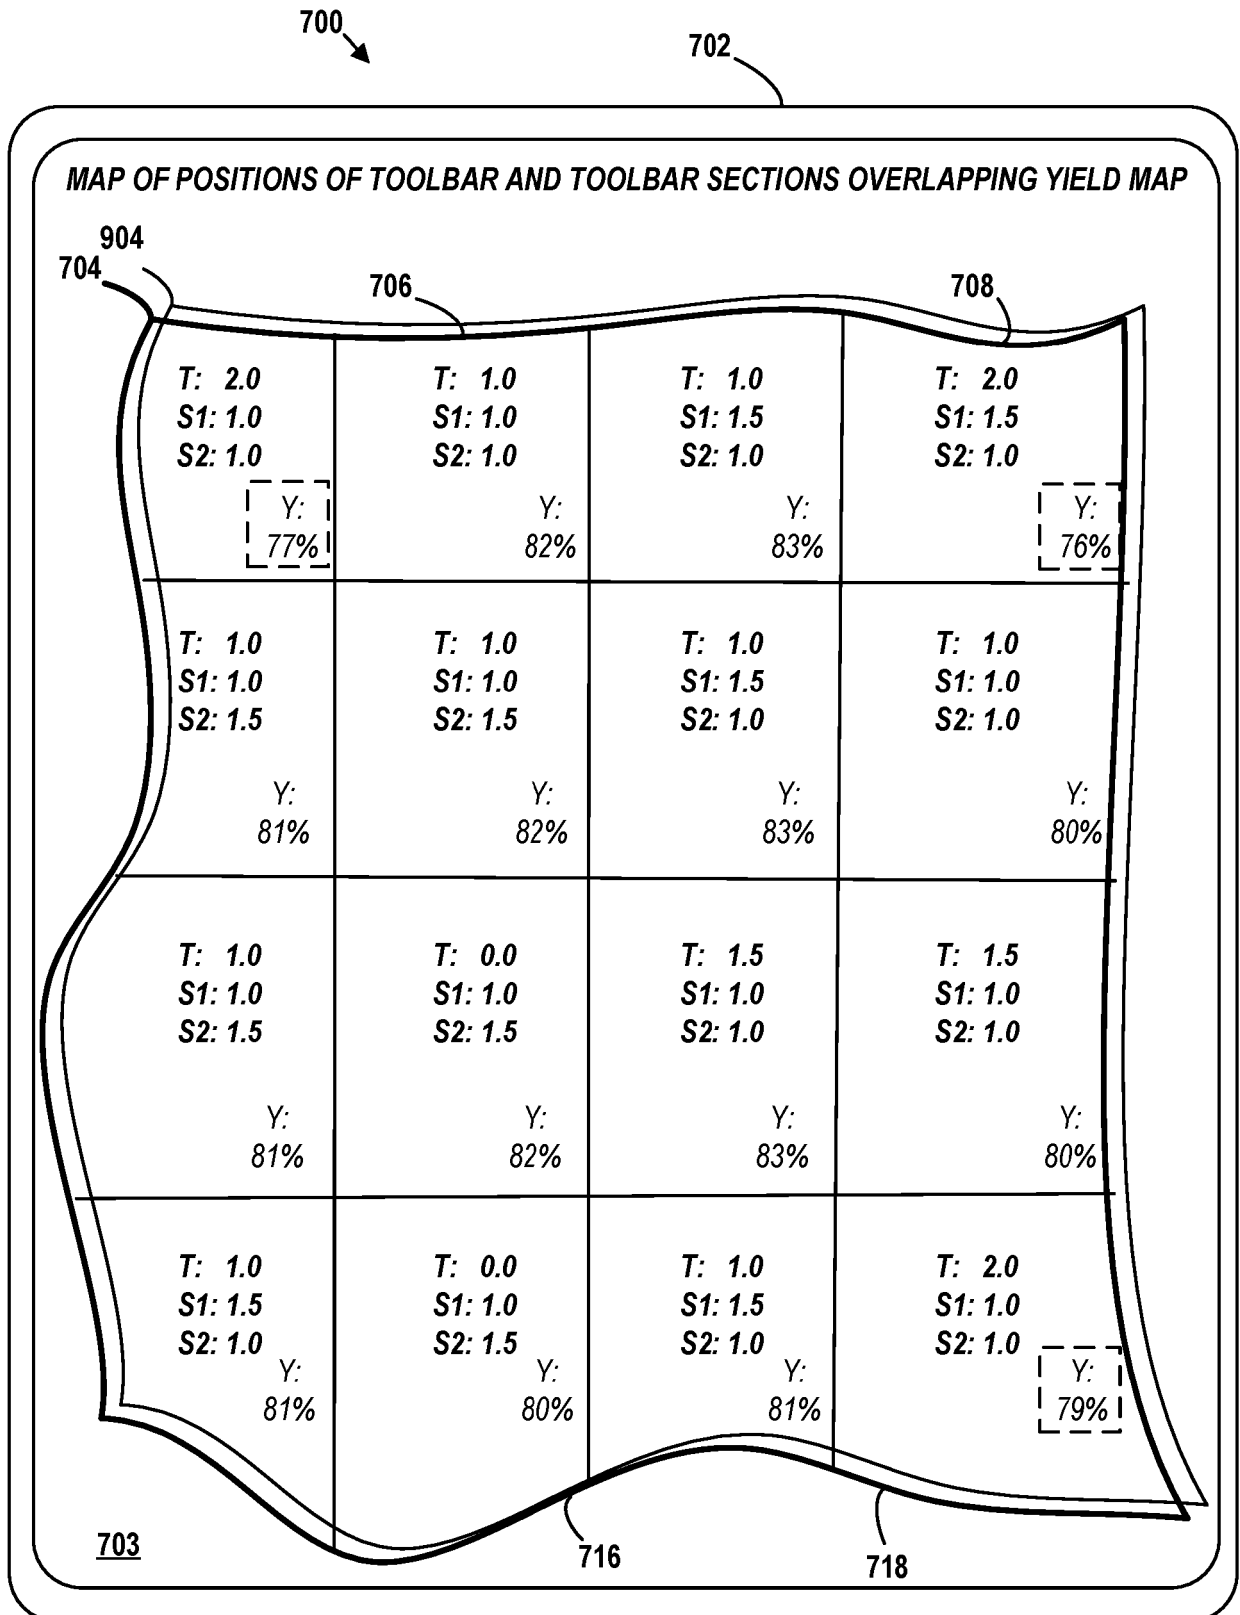 700
702
MAP OF POSITIONS OF TOOLBAR AND TOOLBAR SECTIONS OVERLAPPING YIELD MAP
904
704
706
708
T: 2.0
S1: 1.0
S2: 1.0
Y:
77%
T: 1.0
S1: 1.0
S2: 1.0
Y:
82%
T: 1.0
S1: 1.5
S2: 1.0
Y:
83%
T: 2.0
S1: 1.5
S2: 1.0
Y:
76%
T: 1.0
S1: 1.0
S2: 1.5
Y:
81%
T: 1.0
S1: 1.0
S2: 1.5
Y:
82%
T: 1.0
S1: 1.5
S2: 1.0
Y:
83%
T: 1.0
S1: 1.0
S2: 1.0
Y:
80%
T: 1.0
S1: 1.0
S2: 1.5
Y:
81%
T: 0.0
S1: 1.0
S2: 1.5
Y:
82%
T: 1.5
S1: 1.0
S2: 1.0
Y:
83%
T: 1.5
S1: 1.0
S2: 1.0
Y:
80%
T: 1.0
S1: 1.5
S2: 1.0
Y:
81%
T: 0.0
S1: 1.0
S2: 1.5
Y:
80%
T: 1.0
S1: 1.5
S2: 1.0
Y:
81%
T: 2.0
S1: 1.0
S2: 1.0
Y:
79%
703
716
718